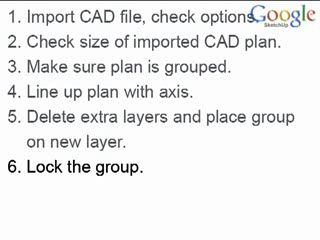 1. Import CAD file, check options.
Google
SketchUp
2. Check size of imported CAD plan.
3. Make sure plan is grouped.
4. Line up plan with axis.
5. Delete extra layers and place group
on new layer.
6. Lock the group.